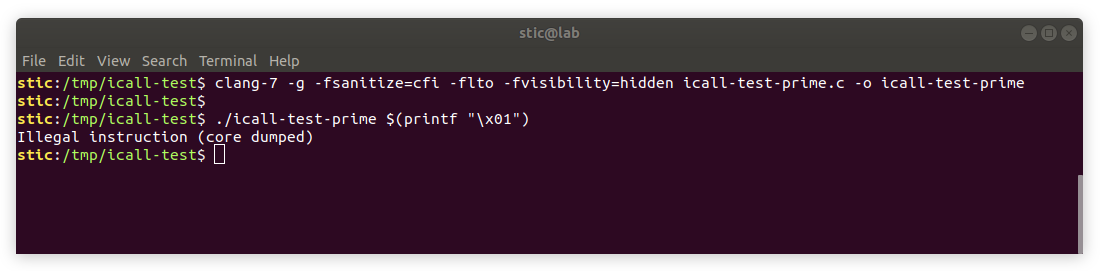 stic@lab
File Edit View Search Terminal Help
stic:/tmp/icall-test$ clang-7 -g -fsanitize=cfi -flto -fvisibility=hidden icall-test-prime.c -o icall-test-prime
stic:/tmp/icall-test$
stic:/tmp/icall-test$ ./icall-test-prime $(printf "\x01")
Illegal instruction (core dumped)
stic:/tmp/icall-test$